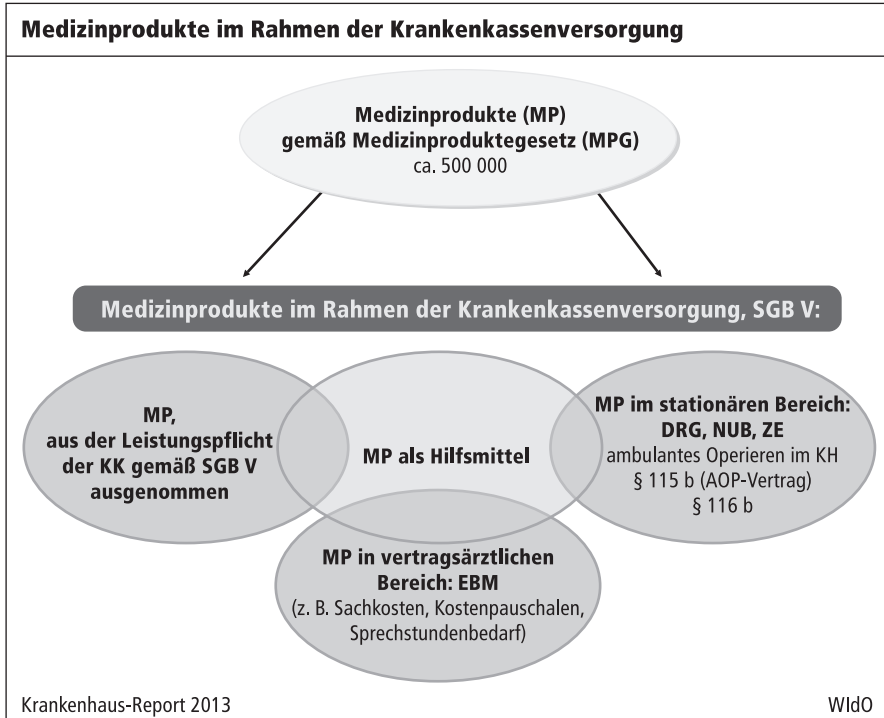 Medizinprodukte im Rahmen der Krankenkassenversorgung
Medizinprodukte (MP)
gemäß Medizinproduktegesetz (MPG)
ca. 500 000
Medizinprodukte im Rahmen der Krankenkassenversorgung, SGB V:
MP,
aus der Leistungspflicht
der KK gemäß SGB V
ausgenommen
MP als Hilfsmittel
MP im stationären Bereich:
DRG, NUB, ZE
ambulantes Operieren im KH
§ 115 b (AOP-Vertrag)
§ 116 b
MP in vertragsärztlichen
Bereich: EBM
(z. B. Sachkosten, Kostenpauschalen,
Sprechstundenbedarf)
Krankenhaus-Report 2013
WIdO